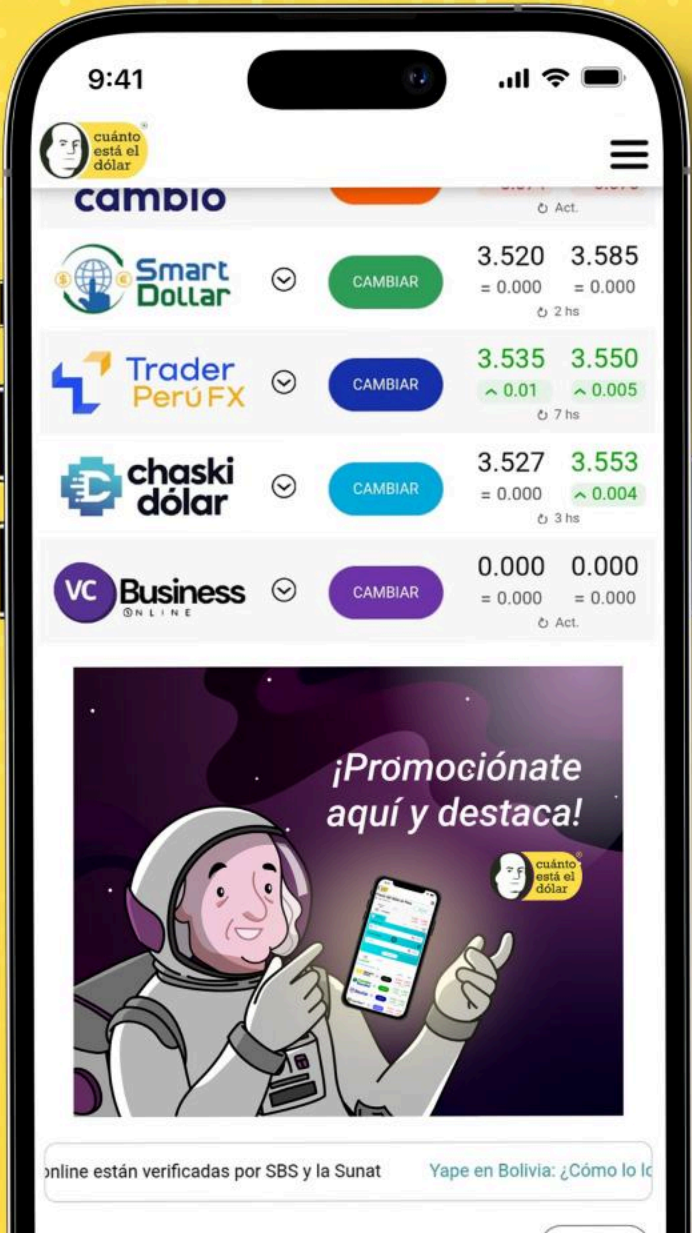 9:41
cuánto
está el
dólar
cambio
Act.
Smart
Dollar
CAMBIAR
3.520 3.585
= 0.000 = 0.000
2 hs
Trader
Perú FX
CAMBIAR
3.535 3.550
0.01 0.005
7 hs
chaski
dólar
CAMBIAR
3.527 3.553
= 0.000 0.004
3 hs
VC Business
ONLINE
CAMBIAR
0.000 0.000
= 0.000 = 0.000
Act.
¡Promociónate
aquí y destaca!
cuánto
está el
dólar
online están verificadas por SBS y la Sunat Yape en Bolivia: ¿Cómo lo